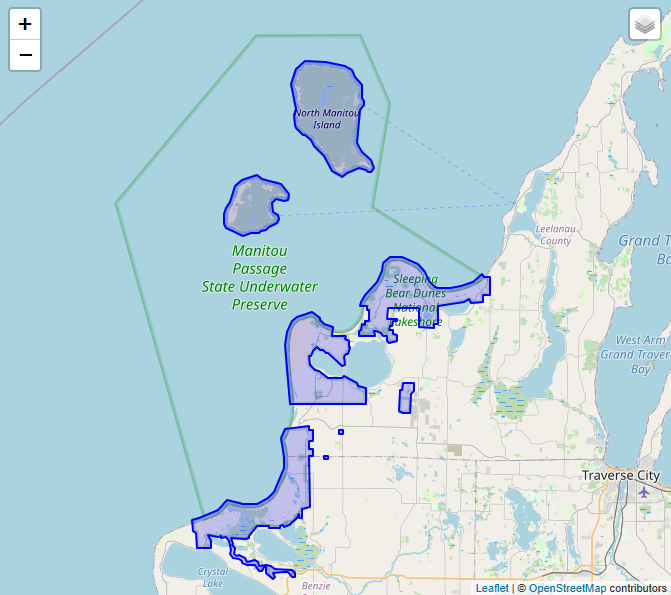 +
−
North Manitou
Island
Leelanau
County
Grand T
Ba
Manitou
Passage
State Underwater
Preserve
Sleeping
Bear Dunes
National
Lakeshore
West Arm
Grand Traver
Bay
Traverse City
Crystal
Lake
Benzie
Leaflet | © OpenStreetMap contributors